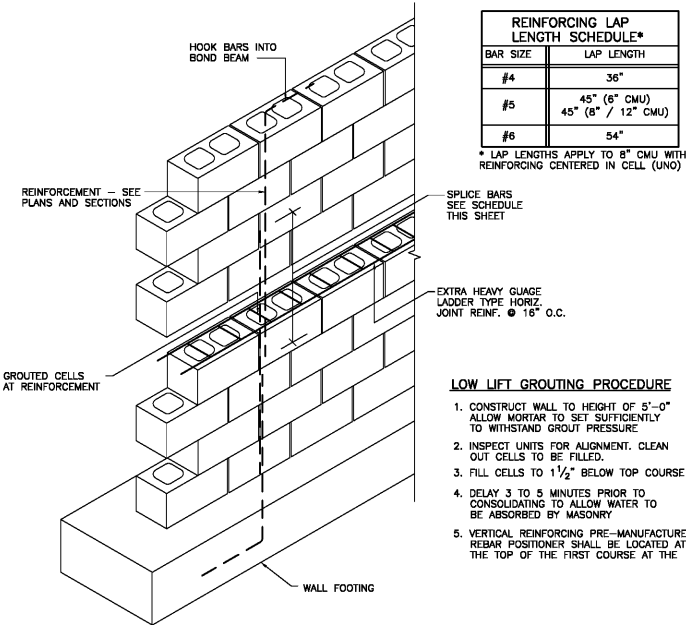 HOOK BARS INTO
BOND BEAM
REINFORCEMENT – SEE
PLANS AND SECTIONS
GROUTED CELLS
AT REINFORCEMENT
SPLICE BARS
SEE SCHEDULE
THIS SHEET
EXTRA HEAVY GUAGE
LADDER TYPE HORIZ.
JOINT REINF. @ 16" O.C.
WALL FOOTING
REINFORCING LAP
LENGTH SCHEDULE*
BAR SIZE LAP LENGTH
#4 36"
#5 45" (6" CMU)
45" (8" / 12" CMU)
#6 54"
* LAP LENGTHS APPLY TO 8" CMU WITH
REINFORCING CENTERED IN CELL (UNO)
LOW LIFT GROUTING PROCEDURE
1. CONSTRUCT WALL TO HEIGHT OF 5'-0"
ALLOW MORTAR TO SET SUFFICIENTLY
TO WITHSTAND GROUT PRESSURE
2. INSPECT UNITS FOR ALIGNMENT. CLEAN
OUT CELLS TO BE FILLED.
3. FILL CELLS TO 1 1/2" BELOW TOP COURSE
4. DELAY 3 TO 5 MINUTES PRIOR TO
CONSOLIDATING TO ALLOW WATER TO
BE ABSORBED BY MASONRY
5. VERTICAL REINFORCING PRE-MANUFACTURE
REBAR POSITIONER SHALL BE LOCATED AT
THE TOP OF THE FIRST COURSE AT THE